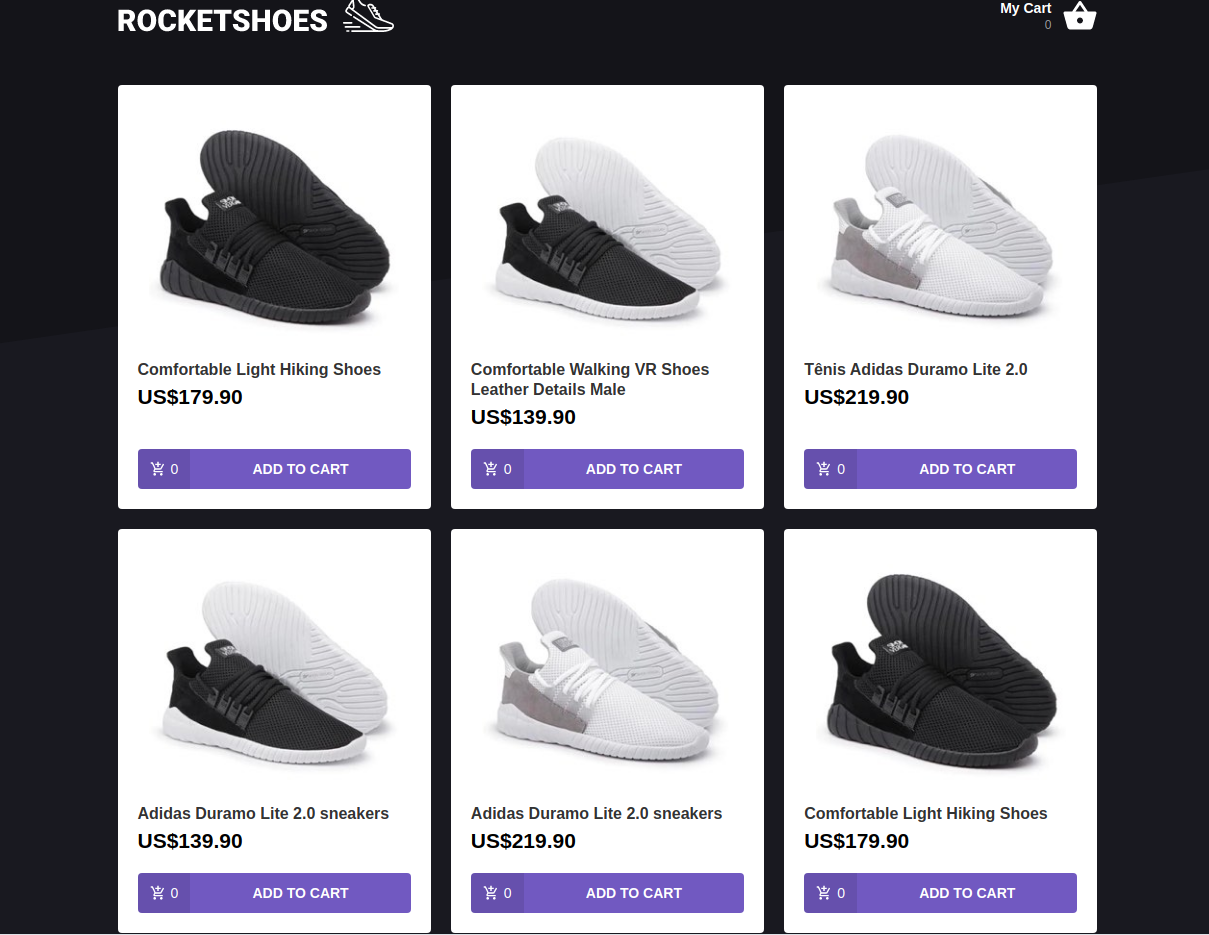 ROCKETSHOES
My Cart
0
Comfortable Light Hiking Shoes
US$179.90
0 ADD TO CART
Comfortable Walking VR Shoes
Leather Details Male
US$139.90
0 ADD TO CART
Tênis Adidas Duramo Lite 2.0
US$219.90
0 ADD TO CART
Adidas Duramo Lite 2.0 sneakers
US$139.90
0 ADD TO CART
Adidas Duramo Lite 2.0 sneakers
US$219.90
0 ADD TO CART
Comfortable Light Hiking Shoes
US$179.90
0 ADD TO CART